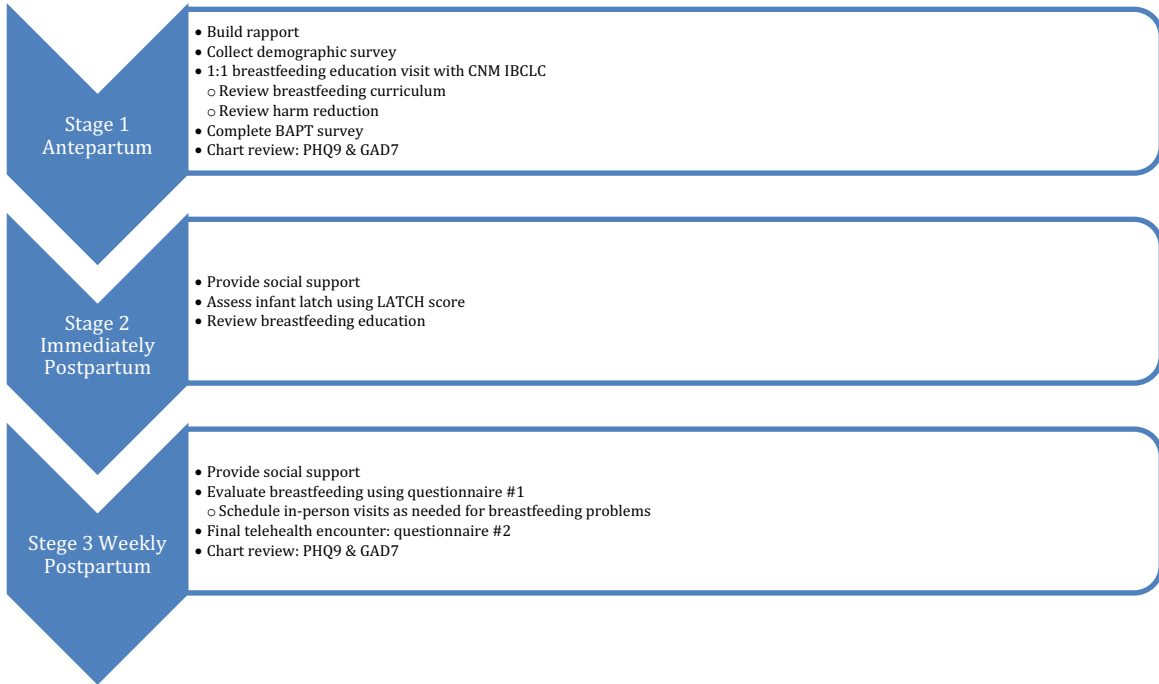 Stage 1
Antepartum
• Build rapport
• Collect demographic survey
• 1:1 breastfeeding education visit with CNM IBCLC
o Review breastfeeding curriculum
o Review harm reduction
• Complete BAPT survey
• Chart review: PHQ9 & GAD7
Stage 2
Immediately
Postpartum
• Provide social support
• Assess infant latch using LATCH score
• Review breastfeeding education
Stege 3 Weekly
Postpartum
• Provide social support
• Evaluate breastfeeding using questionnaire #1
o Schedule in-person visits as needed for breastfeeding problems
• Final telehealth encounter: questionnaire #2
• Chart review: PHQ9 & GAD7